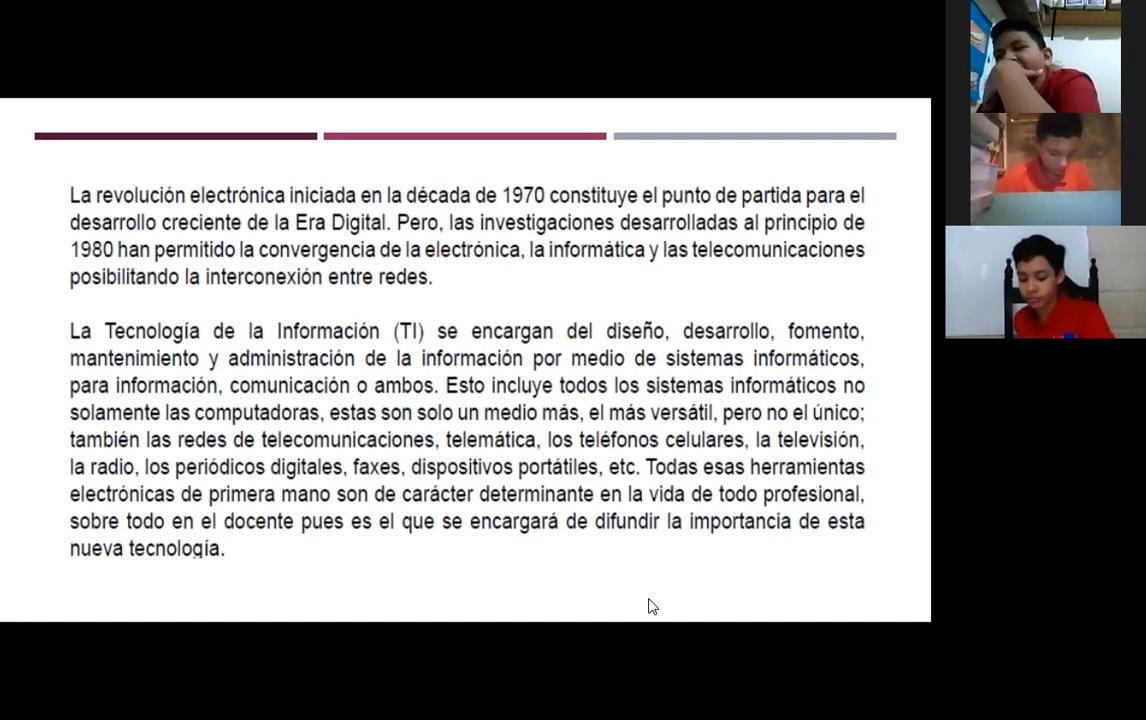 La revolución electrónica iniciada en la década de 1970 constituye el punto de partida para el
desarrollo creciente de la Era Digital. Pero, las investigaciones desarrolladas al principio de
1980 han permitido la convergencia de la electrónica, la informática y las telecomunicaciones
posibilitando la interconexión entre redes.
La Tecnología de la Información (TI) se encargan del diseño, desarrollo, fomento,
mantenimiento y administración de la información por medio de sistemas informáticos,
para información, comunicación o ambos. Esto incluye todos los sistemas informáticos no
solamente las computadoras, estas son solo un medio más, el más versátil, pero no el único;
también las redes de telecomunicaciones, telemática, los teléfonos celulares, la televisión,
la radio, los periódicos digitales, faxes, dispositivos portátiles, etc. Todas esas herramientas
electrónicas de primera mano son de carácter determinante en la vida de todo profesional,
sobre todo en el docente pues es el que se encargará de difundir la importancia de esta
nueva tecnología.